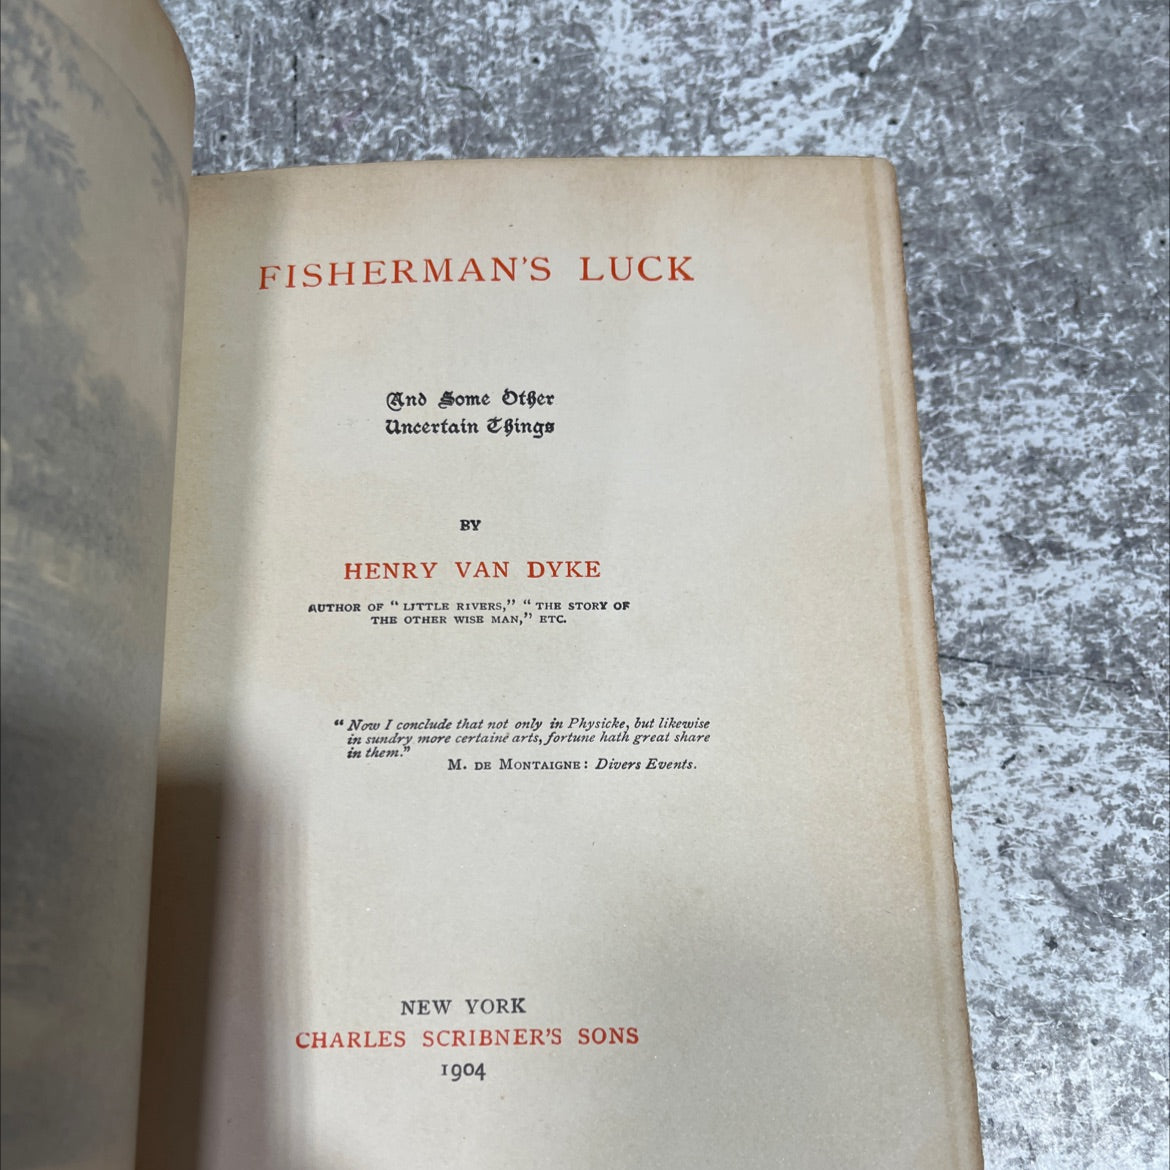 FISHERMAN'S LUCK
And Some Other
Uncertain Things
BY
HENRY VAN DYKE
AUTHOR OF "LITTLE RIVERS," "THE STORY OF
THE OTHER WISE MAN," ETC.
"Now I conclude that not only in Physicke, but likewise
in sundry more certaine arts, fortune hath great share
in them."
M. DE MONTAIGNE: Divers Events.
NEW YORK
CHARLES SCRIBNER'S SONS
1904